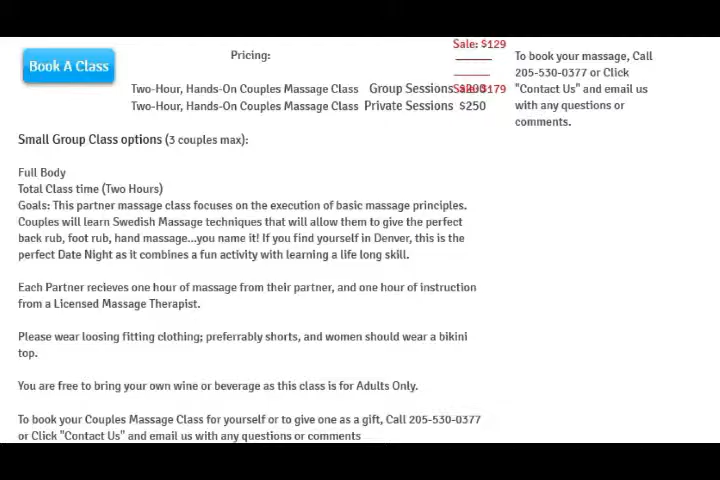 Sale: $129
Book A Class
Pricing:
To book your massage, Call
205-530-0377 or Click
"Contact Us" and email us
with any questions or
comments.
Two-Hour, Hands-On Couples Massage Class Group Sessions $200 Sale: $179
Two-Hour, Hands-On Couples Massage Class Private Sessions $250
Small Group Class options (3 couples max):
Full Body
Total Class time (Two Hours)
Goals: This partner massage class focuses on the execution of basic massage principles.
Couples will learn Swedish Massage techniques that will allow them to give the perfect
back rub, foot rub, hand massage...you name it! If you find yourself in Denver, this is the
perfect Date Night as it combines a fun activity with learning a life long skill.
Each Partner recieves one hour of massage from their partner, and one hour of instruction
from a Licensed Massage Therapist.
Please wear loosing fitting clothing; preferrably shorts, and women should wear a bikini
top.
You are free to bring your own wine or beverage as this class is for Adults Only.
To book your Couples Massage Class for yourself or to give one as a gift, Call 205-530-0377
or Click "Contact Us" and email us with any questions or comments